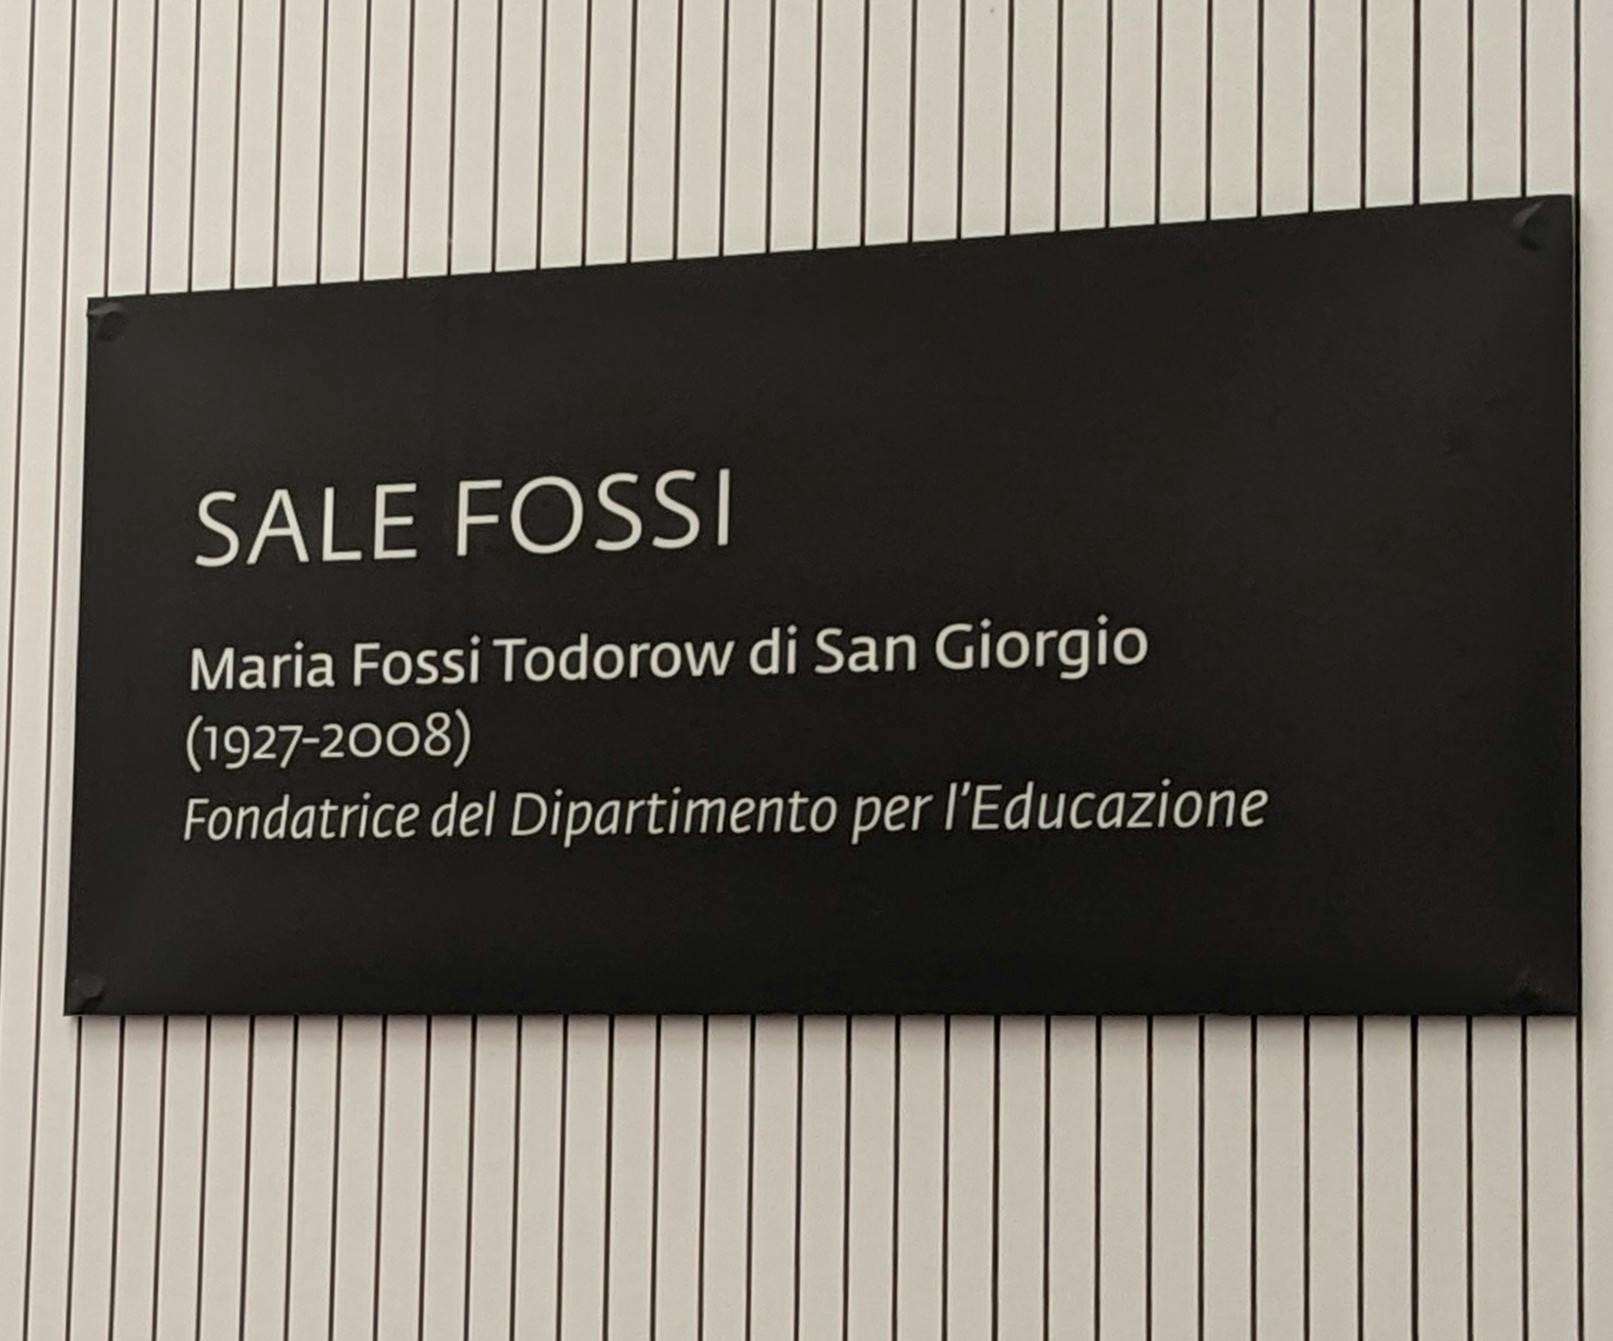 SALE FOSSI
Maria Fossi Todorow di San Giorgio
(1927-2008)
Fondatrice del Dipartimento per l'Educazione